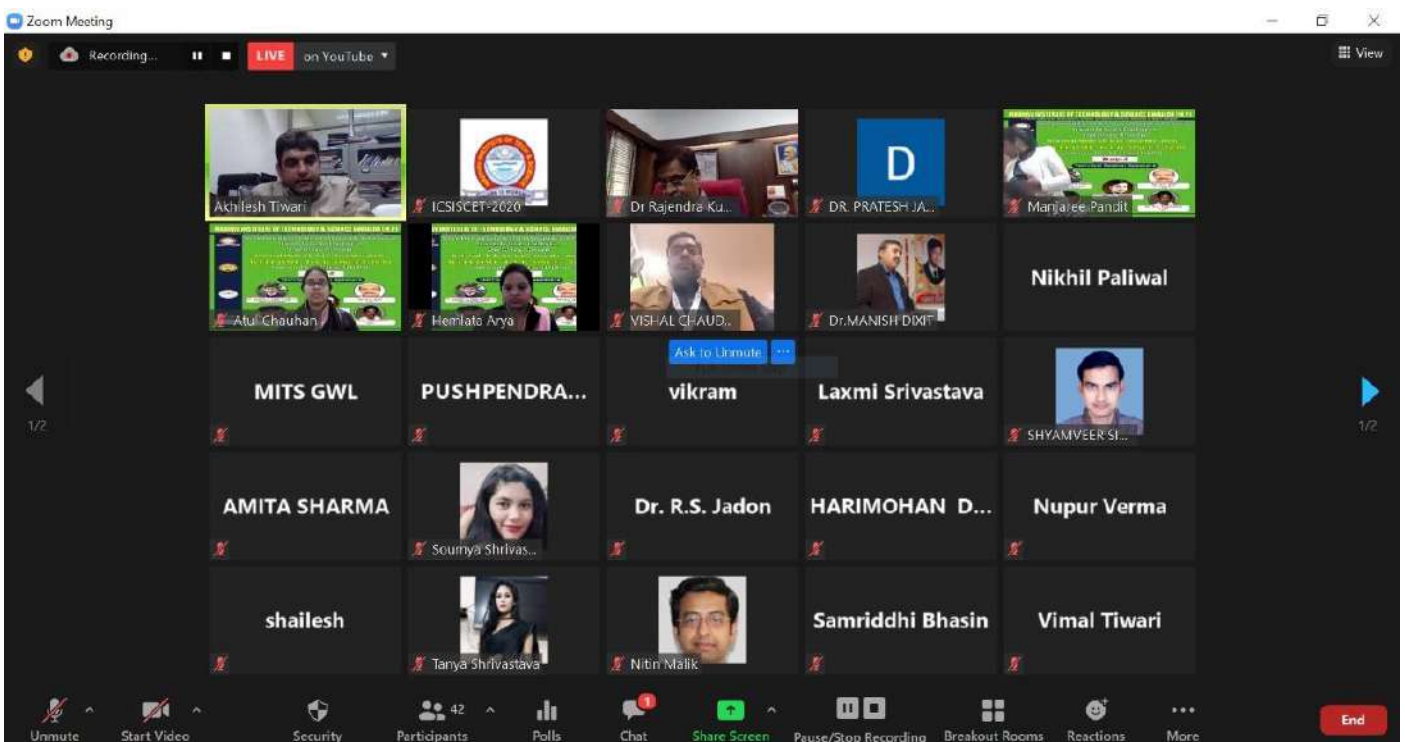 Zoom Meeting
Recording...
LIVE on YouTube
View
Akhilesh Tiwari
ICSISCET-2020
Dr Rajendra Ku...
D
DR. PRATESH JA...
Manjaree Pandit
Atul Chauhan
Hemlata Arya
VISHAL CHAUD..
Dr.MANISH DIXIT
Nikhil Paliwal
Ask to Unmute ...
MITS GWL
PUSHPENDRA...
vikram
Laxmi Srivastava
SHYAMVEER SI...
1/2
1/2
AMITA SHARMA
Soumya Shrivas...
Dr. R.S. Jadon
HARIMOHAN D...
Nupur Verma
shailesh
Tanya Shrivastava
Nitin Malik
Samriddhi Bhasin
Vimal Tiwari
Unmute
Start Video
Security
42
Participants
Polls
1
Chat
Share Screen
Pause/Stop Recording
Breakout Rooms
Reactions
More
End